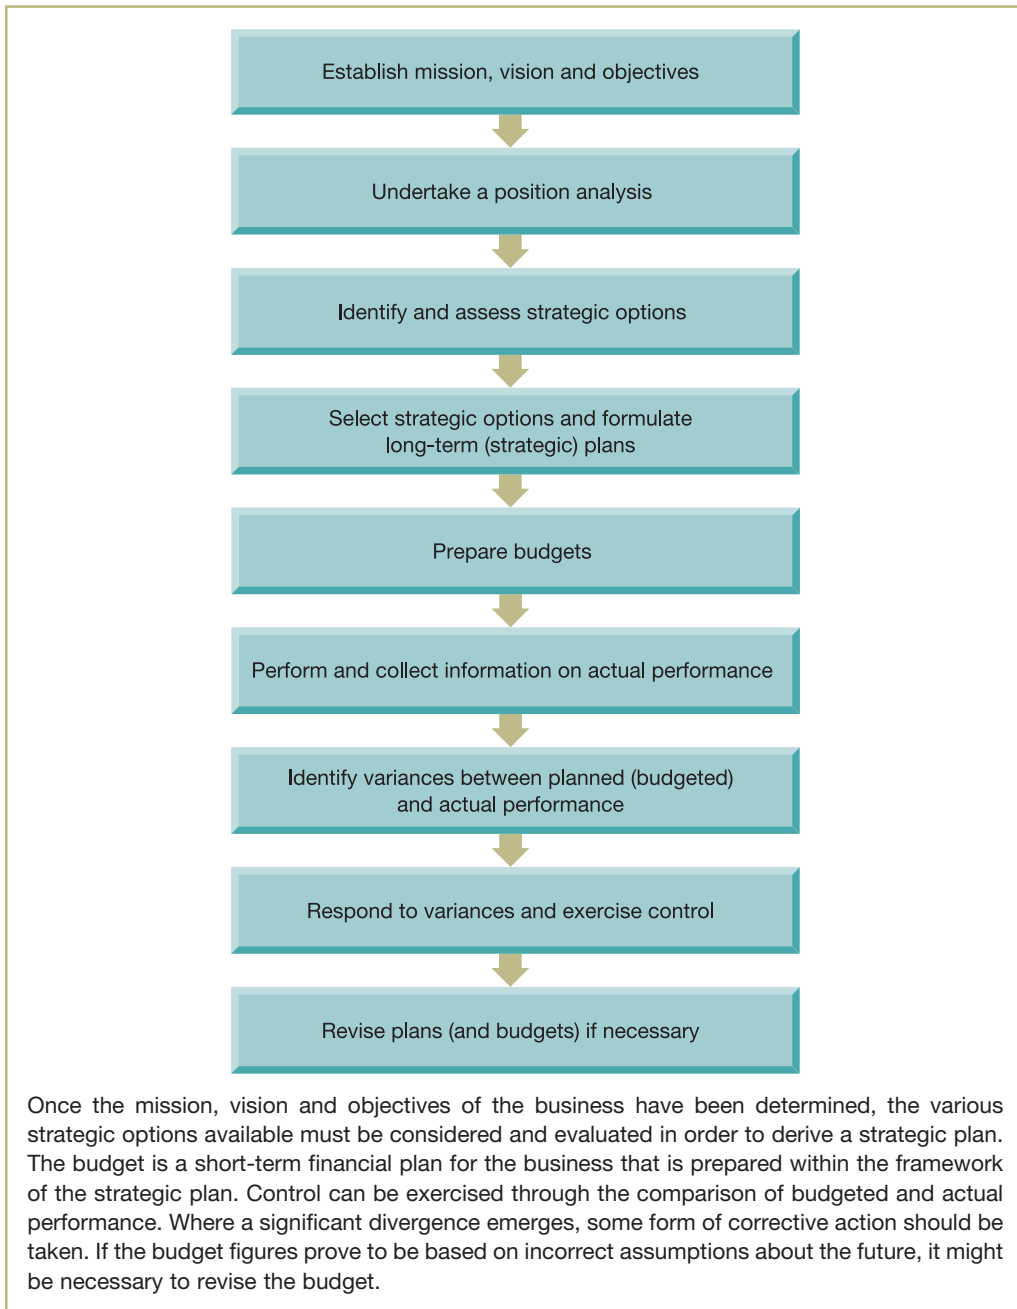 Establish mission, vision and objectives
Undertake a position analysis
Identify and assess strategic options
Select strategic options and formulate
long-term (strategic) plans
Prepare budgets
Perform and collect information on actual performance
Identify variances between planned (budgeted)
and actual performance
Respond to variances and exercise control
Revise plans (and budgets) if necessary
Once the mission, vision and objectives of the business have been determined, the various
strategic options available must be considered and evaluated in order to derive a strategic plan.
The budget is a short-term financial plan for the business that is prepared within the framework
of the strategic plan. Control can be exercised through the comparison of budgeted and actual
performance. Where a significant divergence emerges, some form of corrective action should be
taken. If the budget figures prove to be based on incorrect assumptions about the future, it might
be necessary to revise the budget.